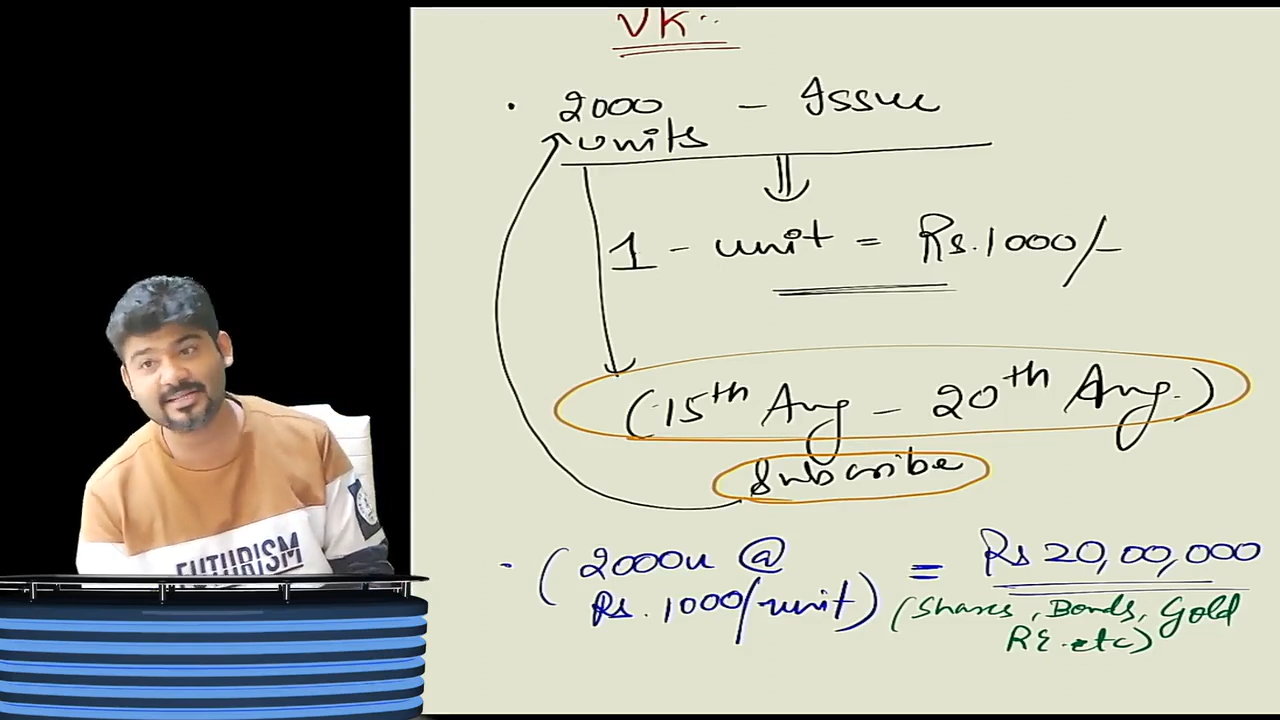 VK..
• 2000 - Issue
units
1 - unit = Rs.1000/-
(15th Aug - 20th Aug.)
Subscribe
• (2000u @ = Rs 20,00,000
Rs. 1000/unit) (Shares, Bonds, Gold
RE. etc)
FUTURISM